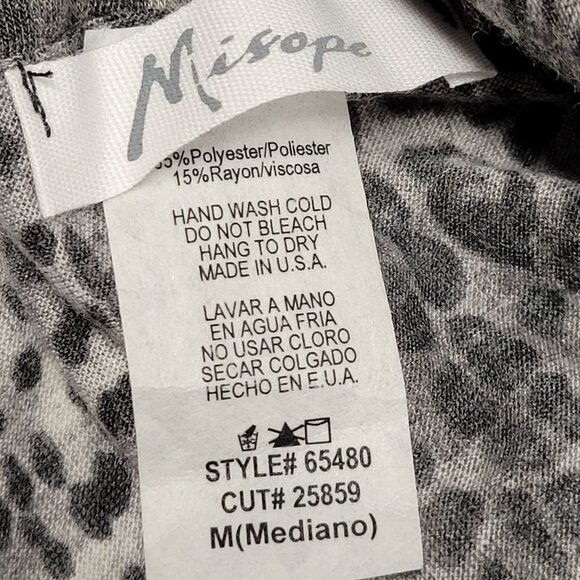 Misope
5%Polyester/Poliester
15%Rayon/viscosa
HAND WASH COLD
DO NOT BLEACH
HANG TO DRY
MADE IN U.S.A.
LAVAR A MANO
EN AGUA FRIA
NO USAR CLORO
SECAR COLGADO
HECHO EN E.U.A.
STYLE# 65480
CUT# 25859
M(Mediano)